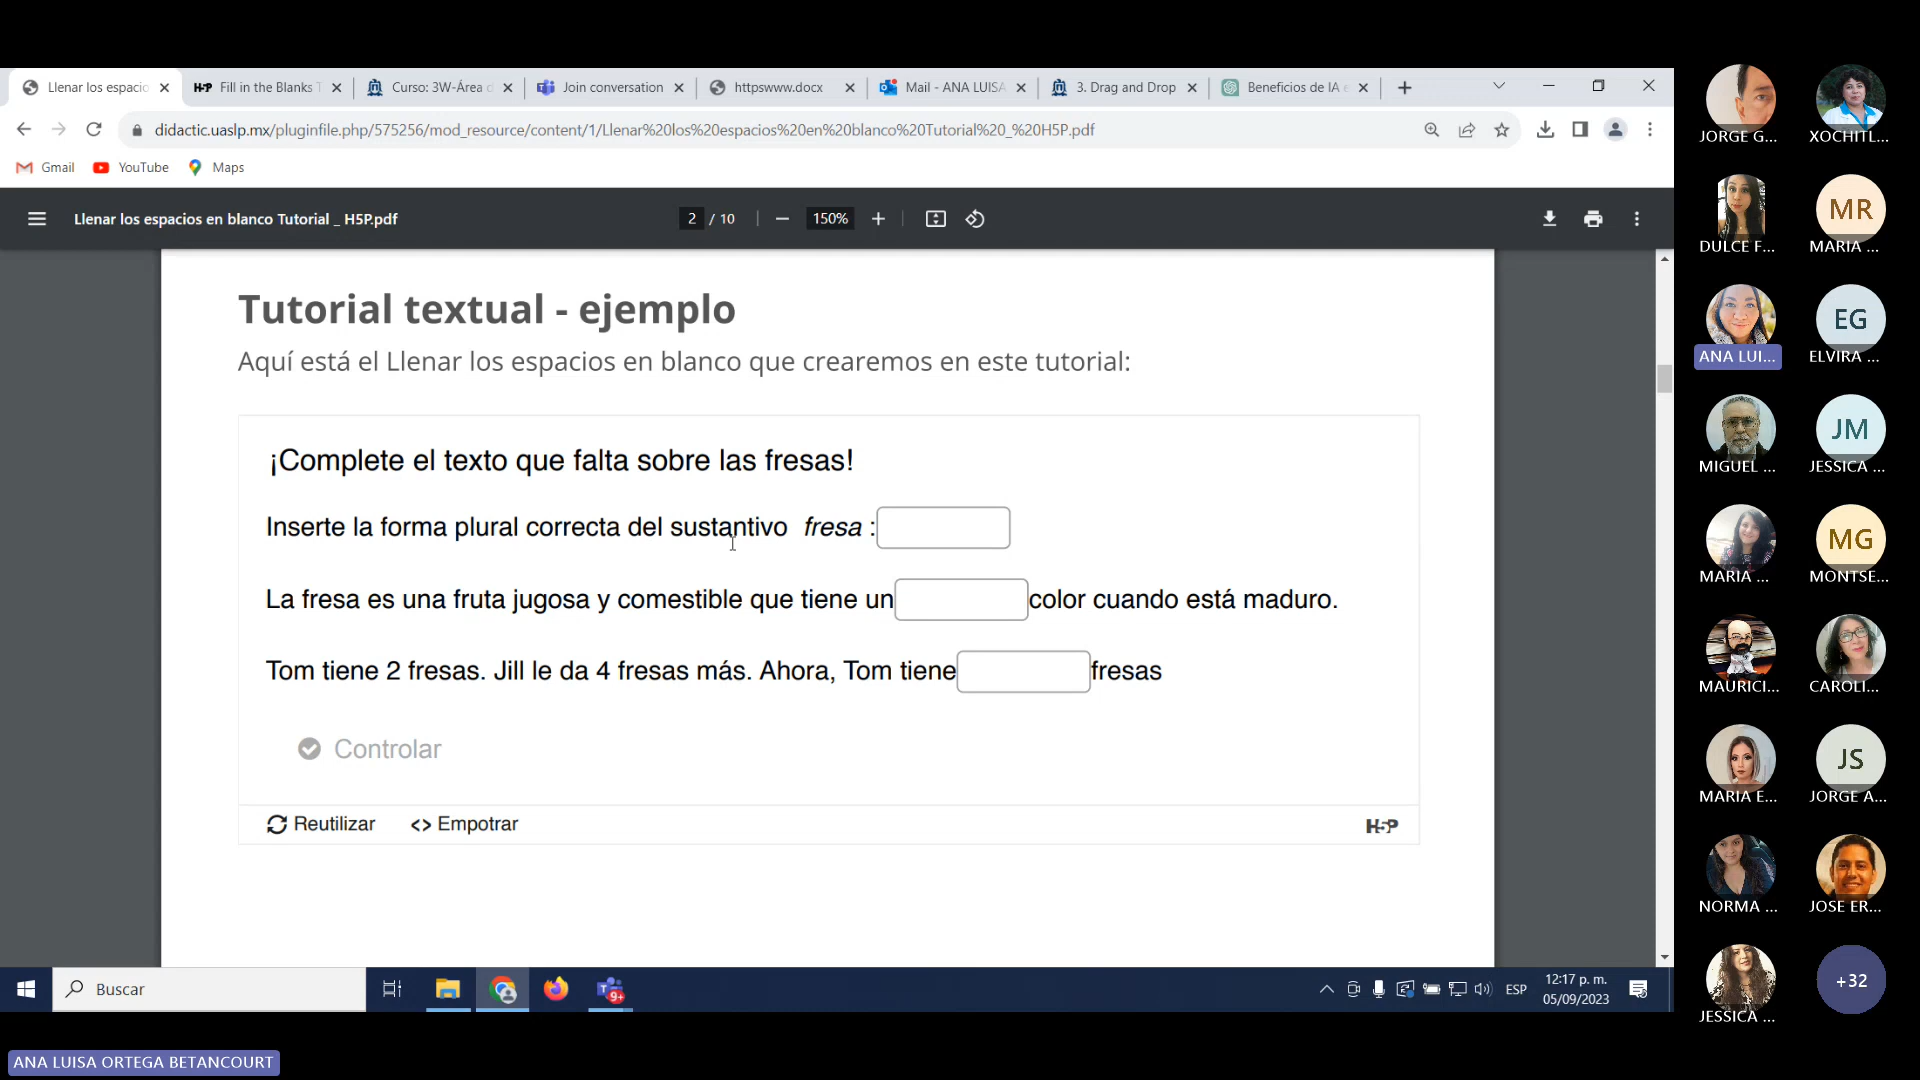 Llenar los espacio
Fill in the Blanks T
Curso: 3W-Área d
Join conversation
httpswww.docx
Mail - ANA LUISA
3. Drag and Drop
Beneficios de IA e
didactic.uaslp.mx/pluginfile.php/575256/mod_resource/content/1/Llenar%20los%20espacios%20en%20blanco%20Tutorial%20_%20H5P.pdf
Gmail
YouTube
Maps
Llenar los espacios en blanco Tutorial _ H5P.pdf
2 / 10
150%
Tutorial textual - ejemplo
Aquí está el Llenar los espacios en blanco que crearemos en este tutorial:
¡Complete el texto que falta sobre las fresas!
Inserte la forma plural correcta del sustantivo fresa :
La fresa es una fruta jugosa y comestible que tiene un color cuando está maduro.
Tom tiene 2 fresas. Jill le da 4 fresas más. Ahora, Tom tiene fresas
Controlar
Reutilizar
<> Empotrar
H5P
Buscar
9+
ESP
12:17 p. m.
05/09/2023
JORGE G...
XOCHITL...
DULCE F...
MR
MARIA ...
ANA LUI...
EG
ELVIRA ...
MIGUEL ...
JM
JESSICA ...
MARIA ...
MG
MONTSE...
MAURICI...
CAROLI...
MARIA E...
JS
JORGE A...
NORMA ...
JOSE ER...
JESSICA ...
+32
ANA LUISA ORTEGA BETANCOURT